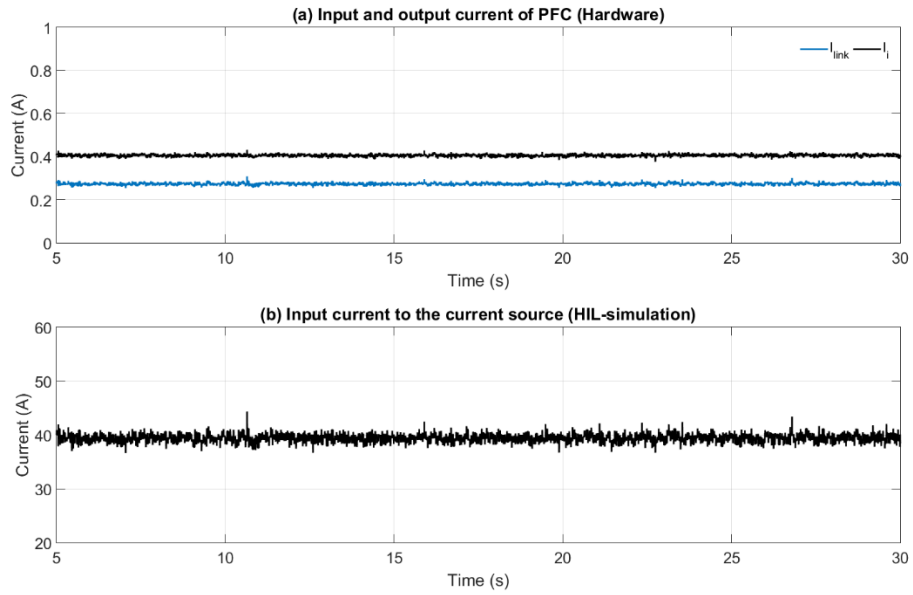 (a) Input and output current of PFC (Hardware)
1
0.8
0.6
0.4
0.2
0
Current (A)
I_link I_i
5 10 15 20 25 30
Time (s)
(b) Input current to the current source (HIL-simulation)
60
50
40
30
20
Current (A)
5 10 15 20 25 30
Time (s)